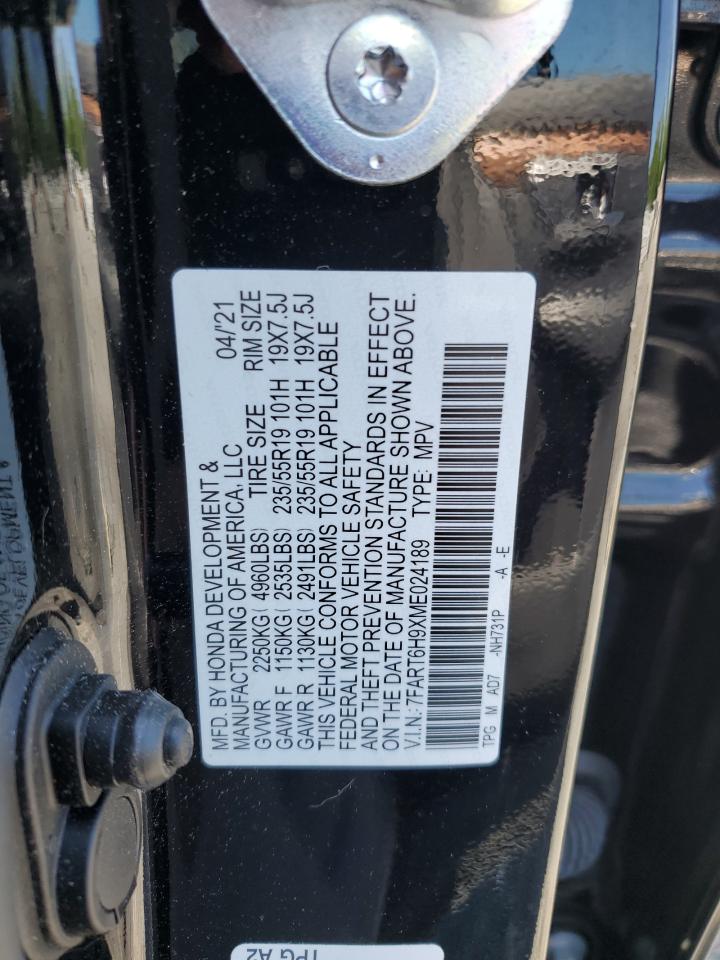 MFD. BY HONDA DEVELOPMENT &
MANUFACTURING OF AMERICA, LLC 04/'21
GVWR 2250KG( 4960LBS) TIRE SIZE RIM SIZE
GAWR F 1150KG( 2535LBS) 235/55R19 101H 19X7.5J
GAWR R 1130KG( 2491LBS) 235/55R19 101H 19X7.5J
THIS VEHICLE CONFORMS TO ALL APPLICABLE
FEDERAL MOTOR VEHICLE SAFETY
AND THEFT PREVENTION STANDARDS IN EFFECT
ON THE DATE OF MANUFACTURE SHOWN ABOVE.
V.I.N.: 7FART6H9XME024189 TYPE: MPV
TPG M AD7 -NH731P -A -E
TPG A2